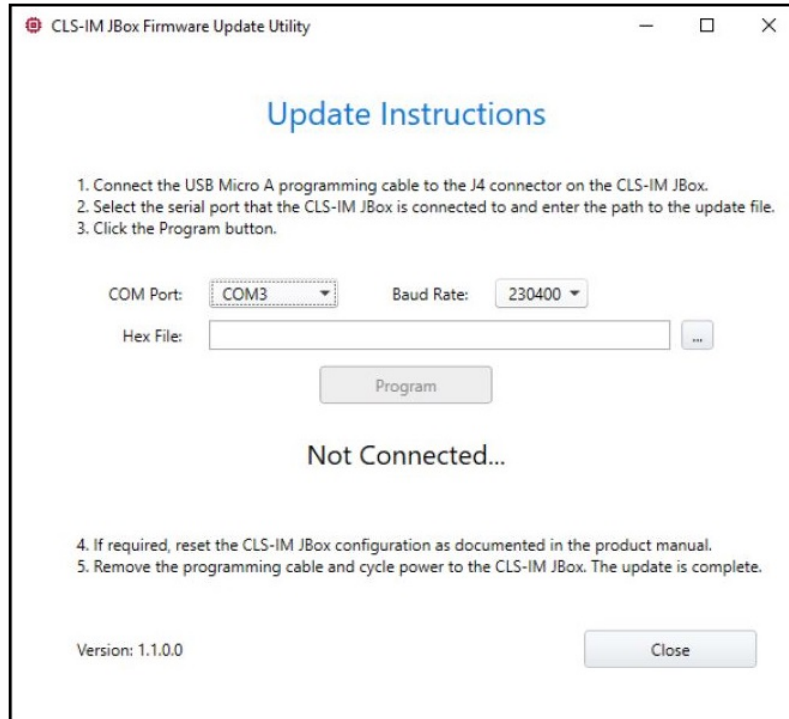 CLS-IM JBox Firmware Update Utility
Update Instructions
1. Connect the USB Micro A programming cable to the J4 connector on the CLS-IM JBox.
2. Select the serial port that the CLS-IM JBox is connected to and enter the path to the update file.
3. Click the Program button.
COM Port: COM3 Baud Rate: 230400
Hex File: ...
Program
Not Connected...
4. If required, reset the CLS-IM JBox configuration as documented in the product manual.
5. Remove the programming cable and cycle power to the CLS-IM JBox. The update is complete.
Version: 1.1.0.0 Close